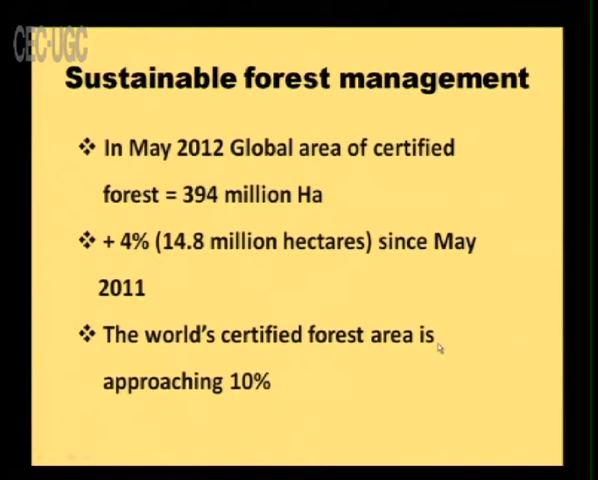 CEC-UGC
Sustainable forest management
❖ In May 2012 Global area of certified
forest = 394 million Ha
❖ + 4% (14.8 million hectares) since May
2011
❖ The world's certified forest area is
approaching 10%